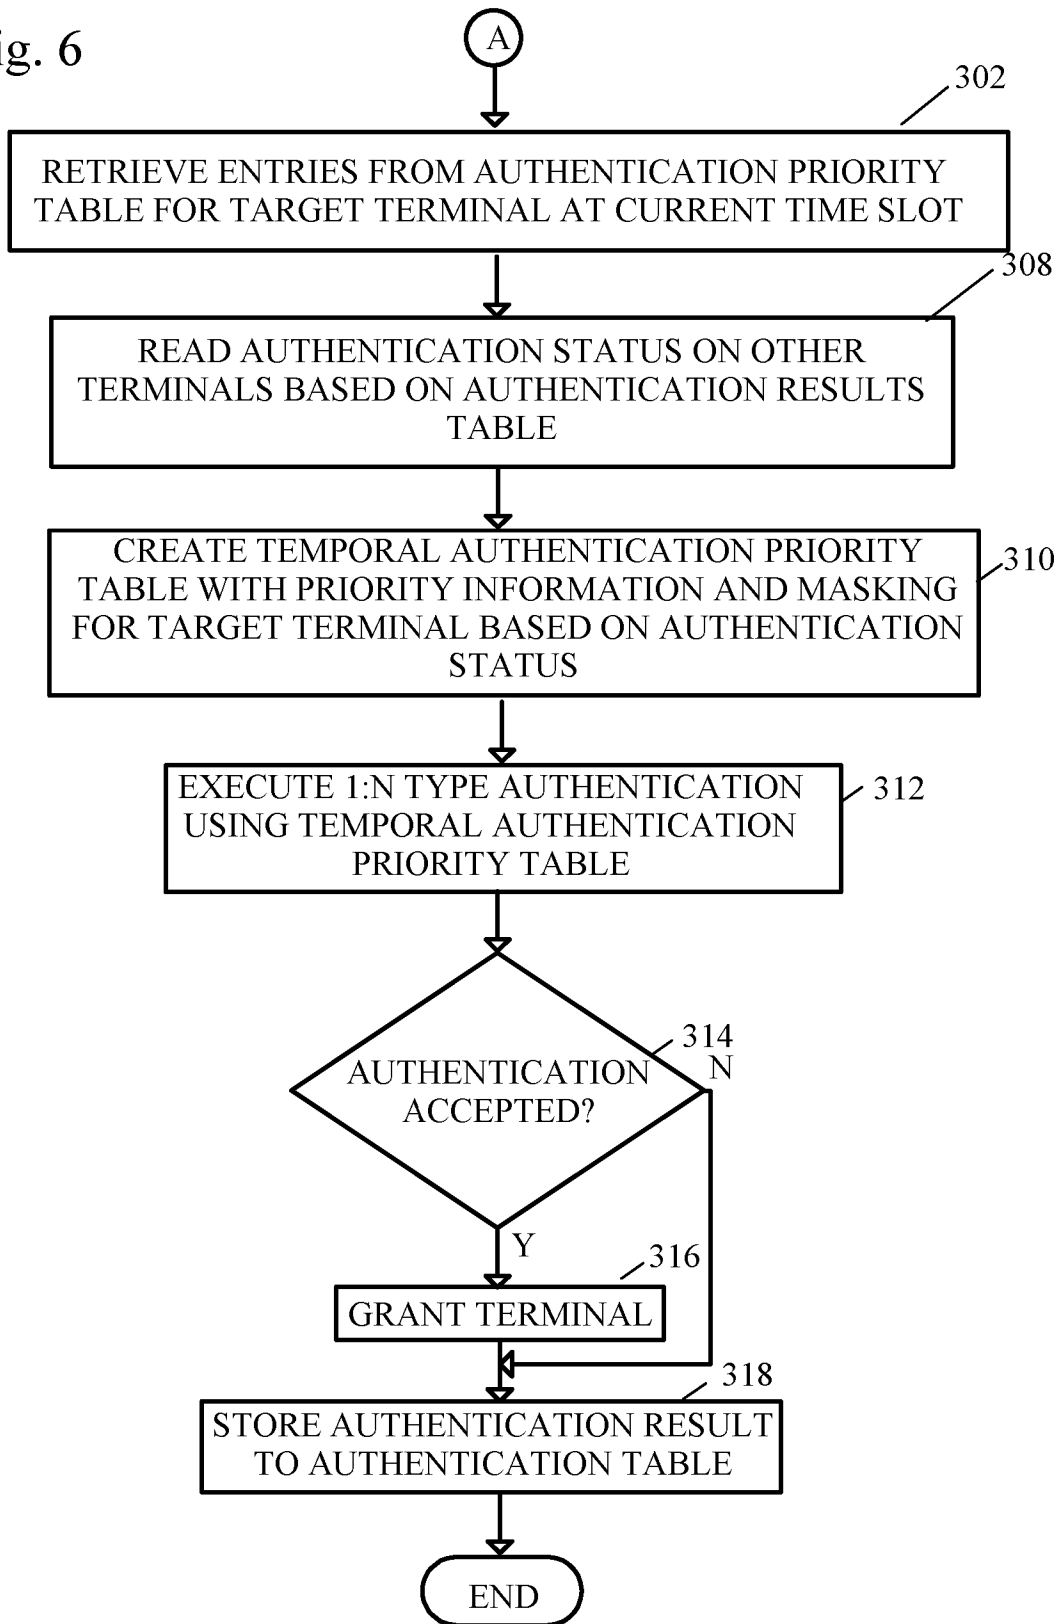 ig. 6
A
302
RETRIEVE ENTRIES FROM AUTHENTICATION PRIORITY
TABLE FOR TARGET TERMINAL AT CURRENT TIME SLOT
308
READ AUTHENTICATION STATUS ON OTHER
TERMINALS BASED ON AUTHENTICATION RESULTS
TABLE
CREATE TEMPORAL AUTHENTICATION PRIORITY
TABLE WITH PRIORITY INFORMATION AND MASKING
FOR TARGET TERMINAL BASED ON AUTHENTICATION
STATUS
310
EXECUTE 1:N TYPE AUTHENTICATION
USING TEMPORAL AUTHENTICATION
PRIORITY TABLE
312
314
N
AUTHENTICATION
ACCEPTED?
Y
316
GRANT TERMINAL
318
STORE AUTHENTICATION RESULT
TO AUTHENTICATION TABLE
END